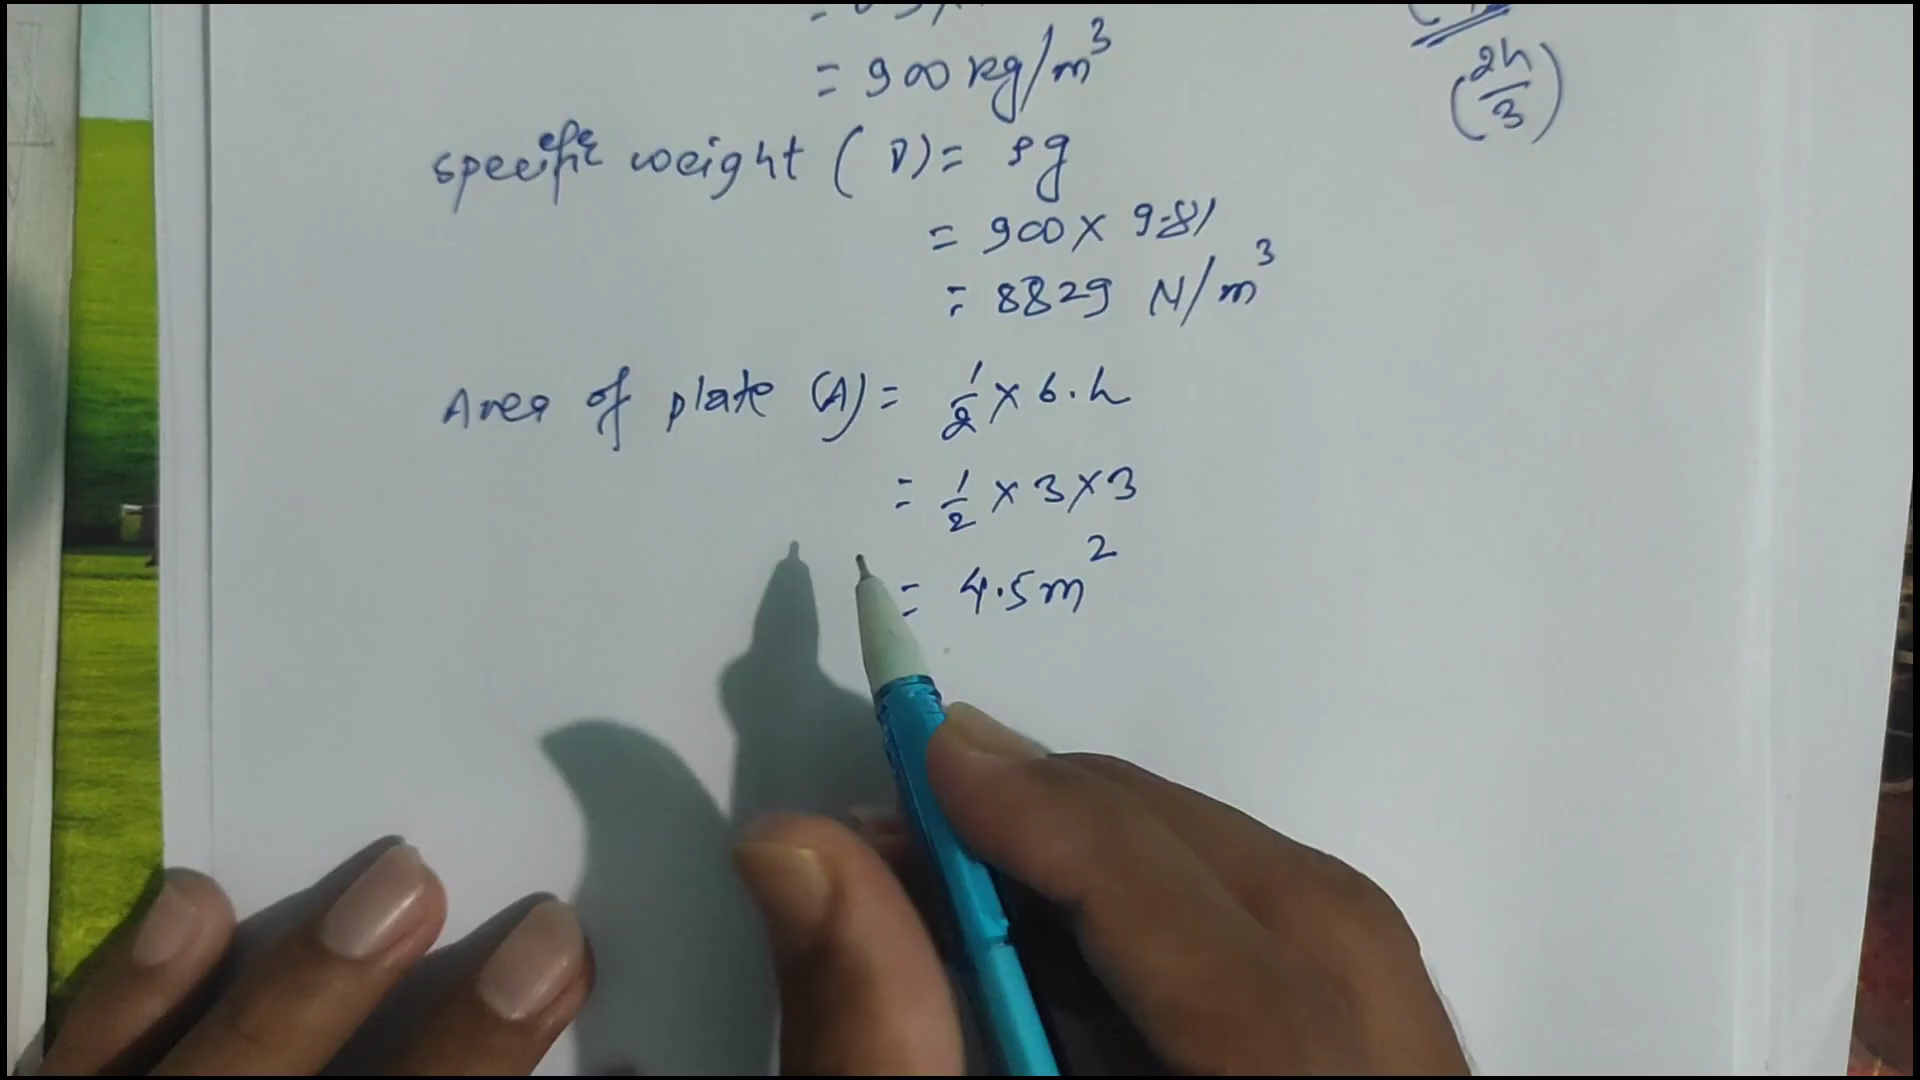 = 900 kg/m³
(2h/3)
specific weight ( γ) = ρg
= 900 × 9.81
= 8829 N/m³
Area of plate (A) = 1/2 × b.h
= 1/2 × 3 × 3
= 4.5 m²